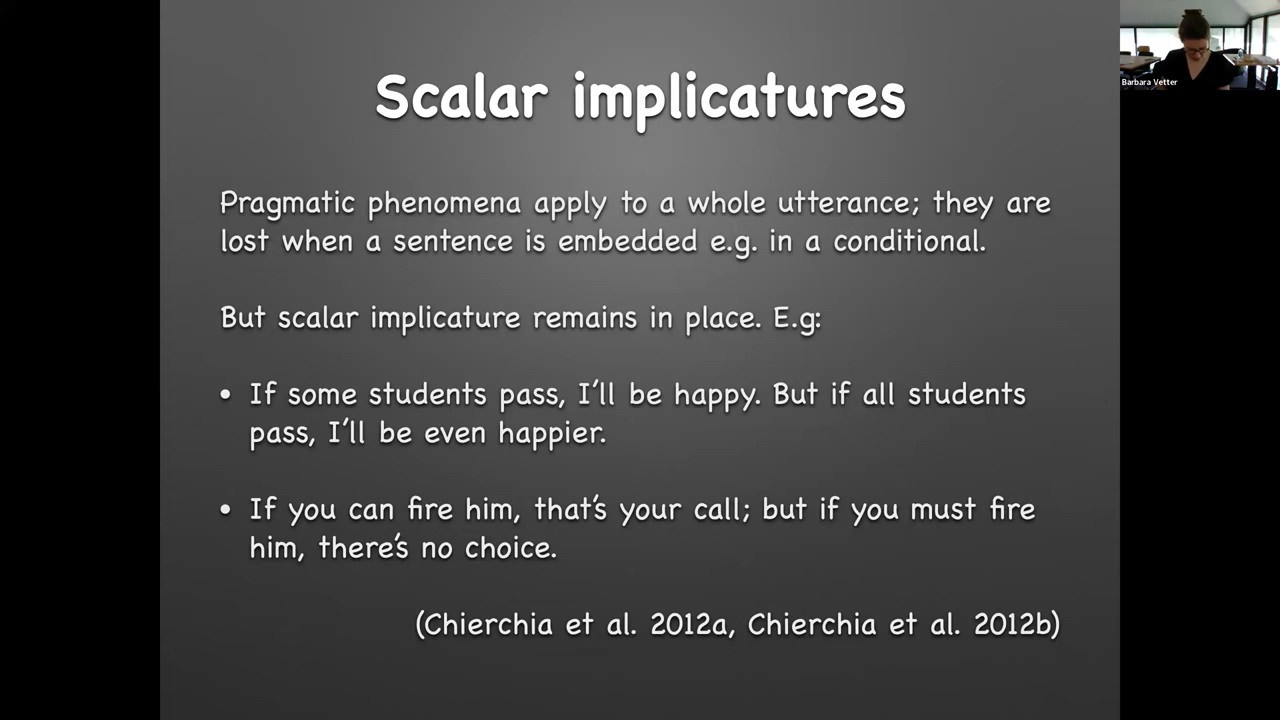 Scalar implicatures
Barbara Vetter
Pragmatic phenomena apply to a whole utterance; they are
lost when a sentence is embedded e.g. in a conditional.
But scalar implicature remains in place. E.g:
• If some students pass, I'll be happy. But if all students
pass, I'll be even happier.
• If you can fire him, that's your call; but if you must fire
him, there's no choice.
(Chierchia et al. 2012a, Chierchia et al. 2012b)